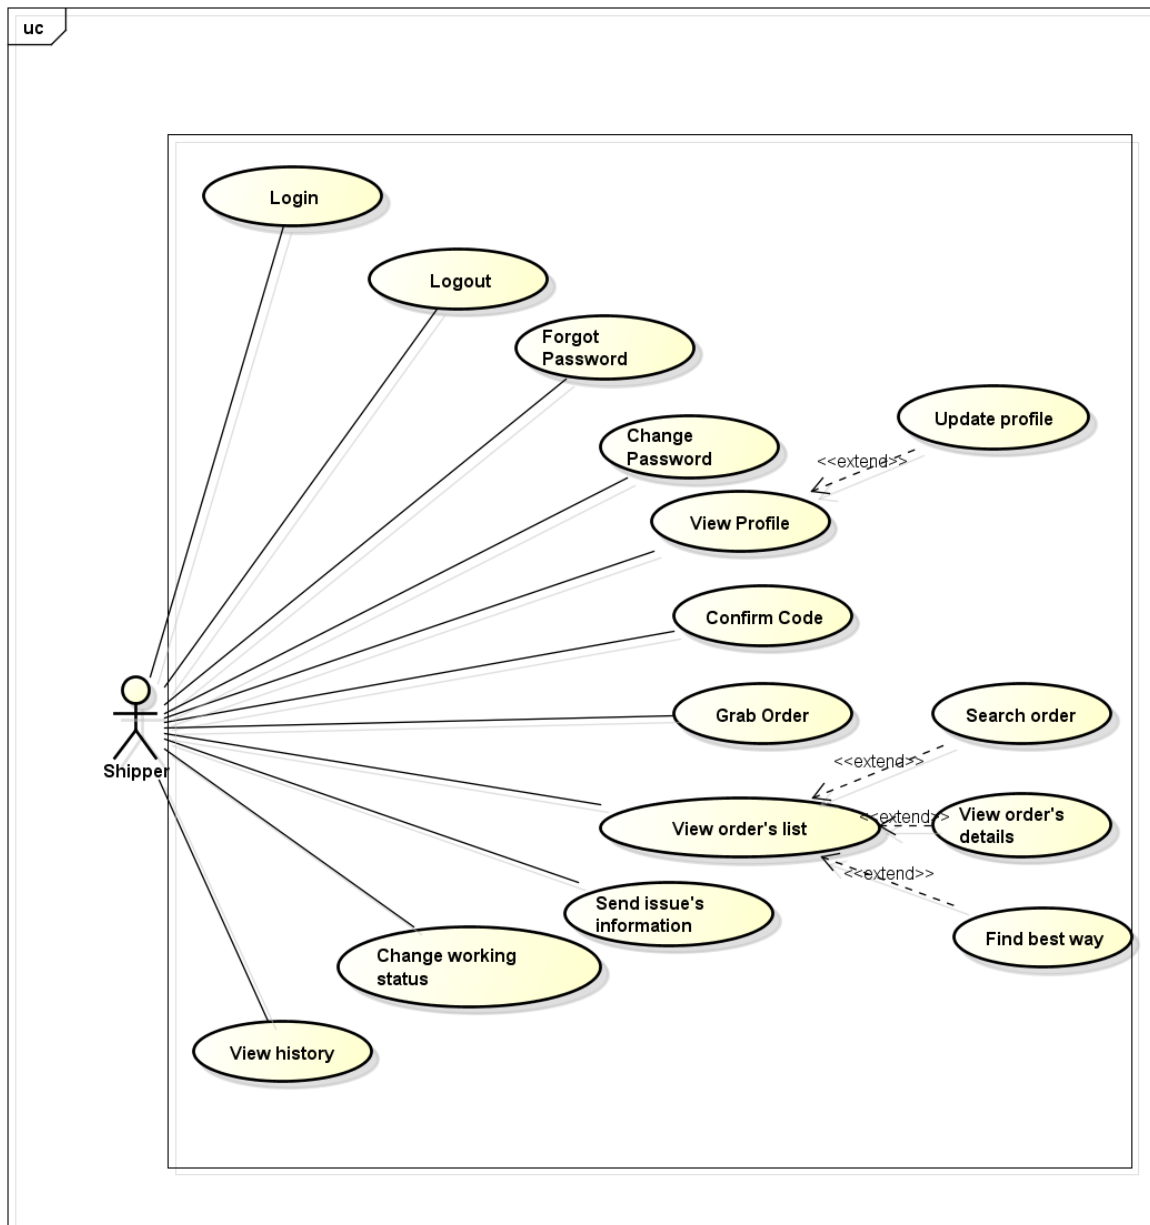 uc
Login
Logout
Forgot
Password
Change
Password
Update profile
<<extend>>
View Profile
Confirm Code
Grab Order
Search order
<<extend>>
Shipper
View order's list
<<extend>>
View order's
details
<<extend>>
Send issue's
information
Find best way
Change working
status
View history